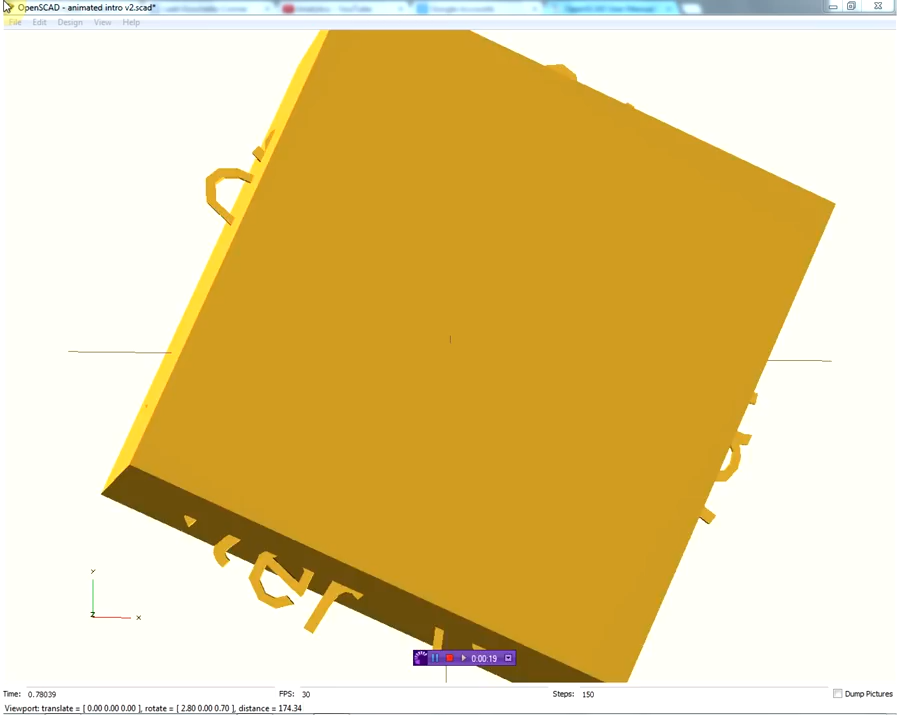 OpenSCAD - animated intro v2.scad*
File Edit Design View Help
Y
Z X
0:00:19
Time: 0.78039 FPS: 30 Steps: 150 Dump Pictures
Viewport: translate = [ 0.00 0.00 0.00 ], rotate = [ 2.80 0.00 0.70 ], distance = 174.34